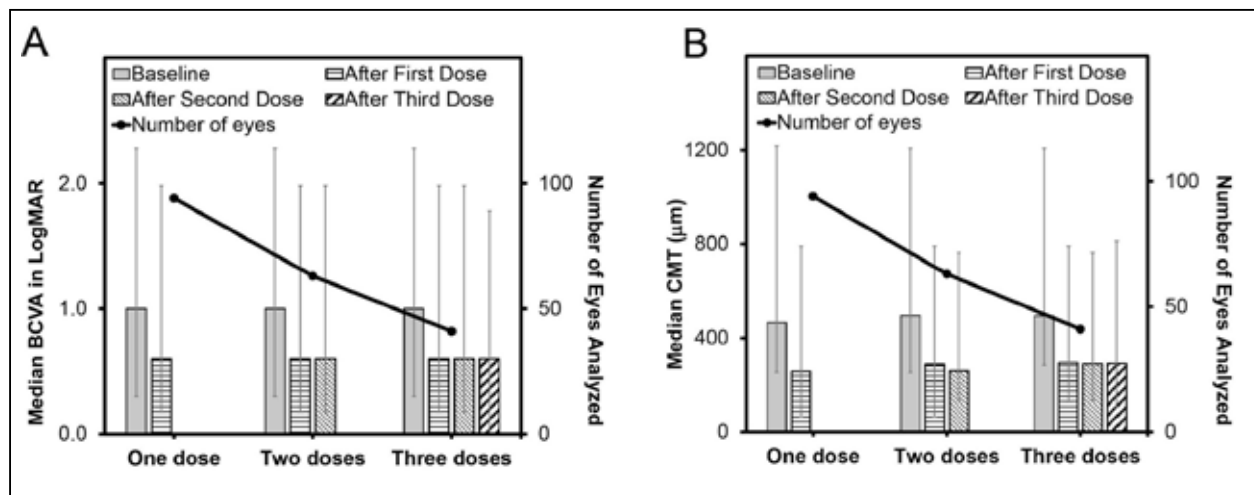 A
Baseline After First Dose
After Second Dose After Third Dose
Number of eyes
Median BCVA in LogMAR
2.0
1.0
0.0
100
50
0
Number of Eyes Analyzed
One dose Two doses Three doses
B
Baseline After First Dose
After Second Dose After Third Dose
Number of eyes
Median CMT (μm)
1200
800
400
0
100
50
0
Number of Eyes Analyzed
One dose Two doses Three doses